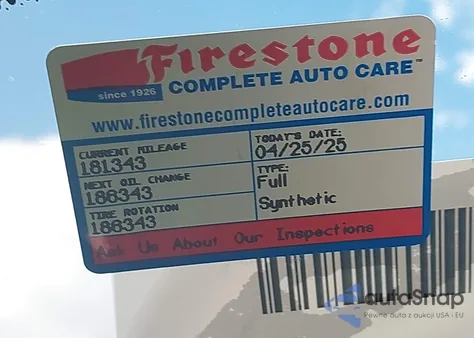 Firestone
since 1926
COMPLETE AUTO CARE™
www.firestonecompleteautocare.com
CURRENT MILEAGE
181343
NEXT OIL CHANGE
186343
TIRE ROTATION
186343
TODAY'S DATE:
04/25/25
TYPE:
Full
Synthetic
Ask Us About Our Inspections
autoSnap
Pewne auta z aukcji USA i EU